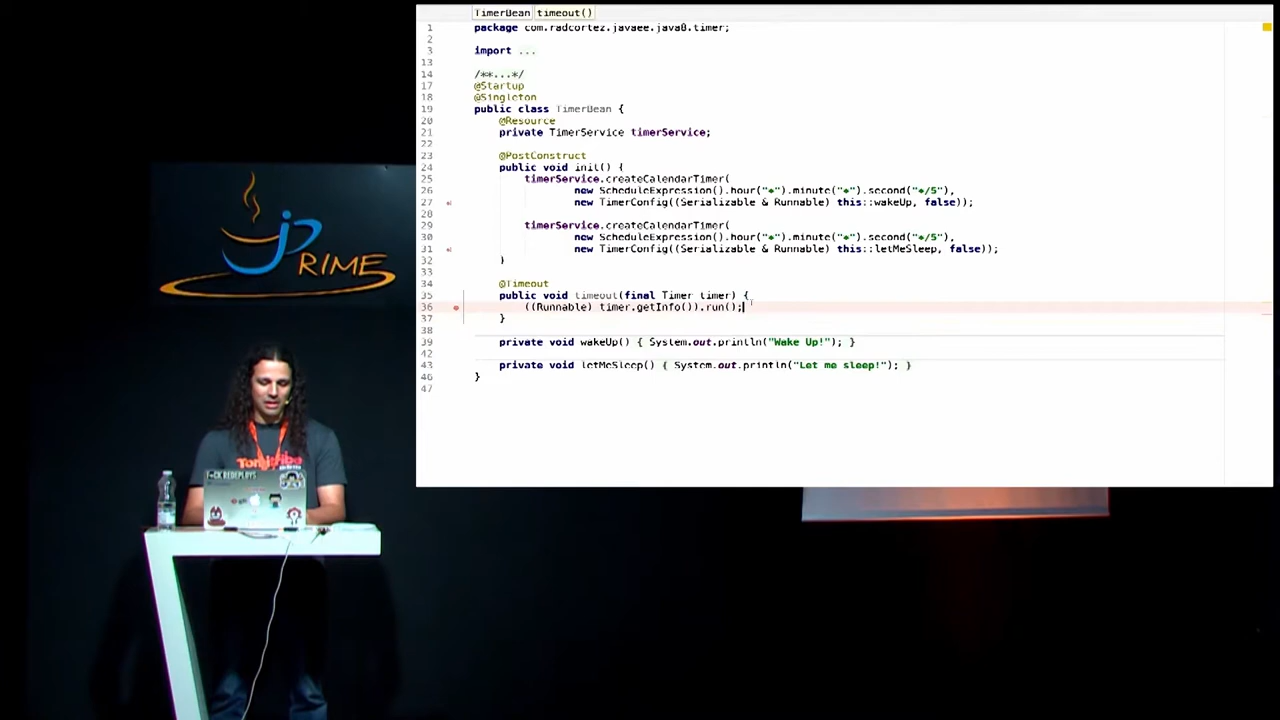 TimerBean timeout()
1 package com.radcortez.javaee.java8.timer;
2
3 import ...
13
14 /**...*/
17 @Startup
18 @Singleton
19 public class TimerBean {
20 @Resource
21 private TimerService timerService;
22
23 @PostConstruct
24 public void init() {
25 timerService.createCalendarTimer(
26 new ScheduleExpression().hour("*").minute("*").second("*/5"),
27 new TimerConfig((Serializable & Runnable) this::wakeUp, false));
28
29 timerService.createCalendarTimer(
30 new ScheduleExpression().hour("*").minute("*").second("*/5"),
31 new TimerConfig((Serializable & Runnable) this::letMeSleep, false));
32 }
33
34 @Timeout
35 public void timeout(final Timer timer) {
36 ((Runnable) timer.getInfo()).run();
37 }
38
39 private void wakeUp() { System.out.println("Wake Up!"); }
42
43 private void letMeSleep() { System.out.println("Let me sleep!"); }
46 }
47
jPRIME
Tomitribe
F*CK REDEPLOYS
git